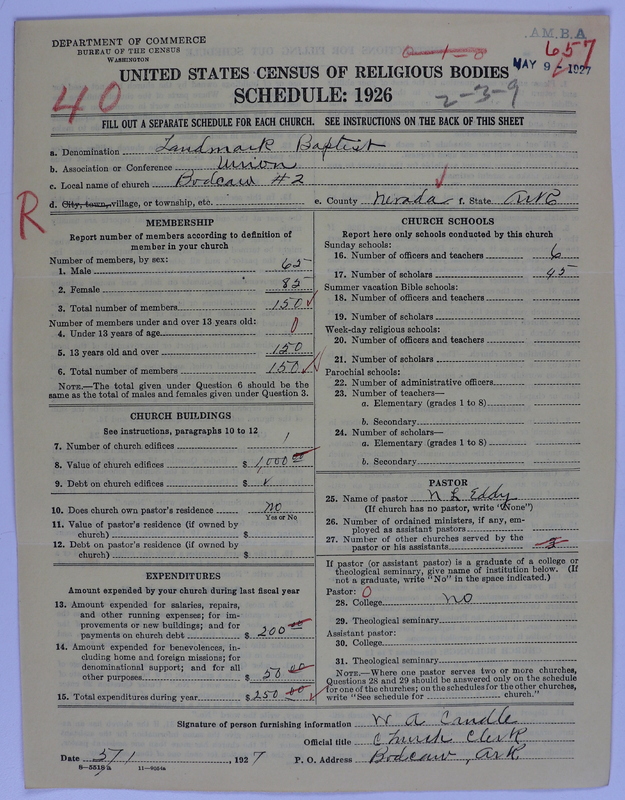 DEPARTMENT OF COMMERCE
BUREAU OF THE CENSUS
WASHINGTON
A.M.B.A
657
MAY 9 - 1927
UNITED STATES CENSUS OF RELIGIOUS BODIES
SCHEDULE: 1926
40
2-3-9
FILL OUT A SEPARATE SCHEDULE FOR EACH CHURCH. SEE INSTRUCTIONS ON THE BACK OF THIS SHEET
a. Denomination Landmark Baptist
b. Association or Conference Union
c. Local name of church Bodcaw #2
d. City, town, village, or township, etc. e. County Nevada f. State Ark
R
MEMBERSHIP
Report number of members according to definition of
member in your church
Number of members, by sex:
1. Male 65
2. Female 85
3. Total number of members 150
Number of members under and over 13 years old:
4. Under 13 years of age 0
5. 13 years old and over 150
6. Total number of members 150
NOTE.—The total given under Question 6 should be the
same as the total of males and females given under Question 3.
CHURCH BUILDINGS
See instructions, paragraphs 10 to 12
7. Number of church edifices 1
8. Value of church edifices $ 1,000 00
9. Debt on church edifices $
10. Does church own pastor's residence no
Yes or No
11. Value of pastor's residence (if owned by
church) $
12. Debt on pastor's residence (if owned by
church) $
EXPENDITURES
Amount expended by your church during last fiscal year
13. Amount expended for salaries, repairs,
and other running expenses; for im-
provements or new buildings; and for
payments on church debt $ 200 00
14. Amount expended for benevolences, in-
cluding home and foreign missions; for
denominational support; and for all
other purposes $ 50 00
15. Total expenditures during year $ 250 00
CHURCH SCHOOLS
Report here only schools conducted by this church
Sunday schools:
16. Number of officers and teachers 6
17. Number of scholars 45
Summer vacation Bible schools:
18. Number of officers and teachers
19. Number of scholars
Week-day religious schools:
20. Number of officers and teachers
21. Number of scholars
Parochial schools:
22. Number of administrative officers
23. Number of teachers—
a. Elementary (grades 1 to 8)
b. Secondary
24. Number of scholars—
a. Elementary (grades 1 to 8)
b. Secondary
PASTOR
25. Name of pastor N L Eddy
(If church has no pastor, write "None")
26. Number of ordained ministers, if any, em-
ployed as assistant pastors
27. Number of other churches served by the
pastor or his assistants 3
If pastor (or assistant pastor) is a graduate of a college or
theological seminary, give name of institution below. (If
not a graduate, write "No" in the space indicated.)
Pastor: 0
28. College no
29. Theological seminary
Assistant pastor:
30. College
31. Theological seminary
NOTE.—Where one pastor serves two or more churches,
Questions 28 and 29 should be answered only on the schedule
for one of the churches; on the schedules for the other churches,
write "See schedule for church."
Signature of person furnishing information W A Cundle
Official title Church Clerk
Date 5/1, 1927 P. O. Address Bodcaw, Ark
11—9054a